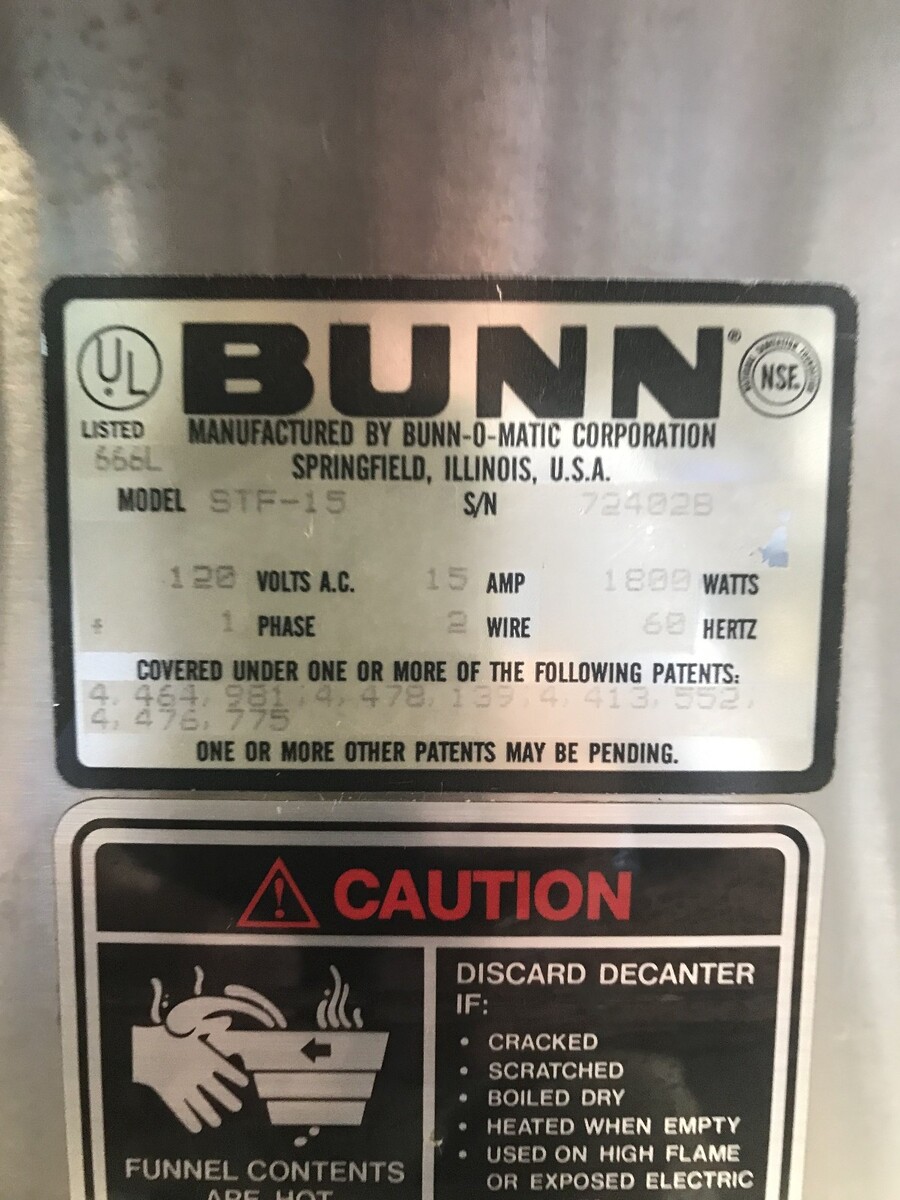 UL
LISTED
666L
BUNN®
NSF
MANUFACTURED BY BUNN-O-MATIC CORPORATION
SPRINGFIELD, ILLINOIS, U.S.A.
MODEL STF-15 S/N 724028
120 VOLTS A.C. 15 AMP 1800 WATTS
1 PHASE 2 WIRE 60 HERTZ
COVERED UNDER ONE OR MORE OF THE FOLLOWING PATENTS:
4,464,981,4,478,139,4,413,552,
4,476,775
ONE OR MORE OTHER PATENTS MAY BE PENDING.
CAUTION
FUNNEL CONTENTS
ARE HOT
DISCARD DECANTER
IF:
• CRACKED
• SCRATCHED
• BOILED DRY
• HEATED WHEN EMPTY
• USED ON HIGH FLAME
OR EXPOSED ELECTRIC